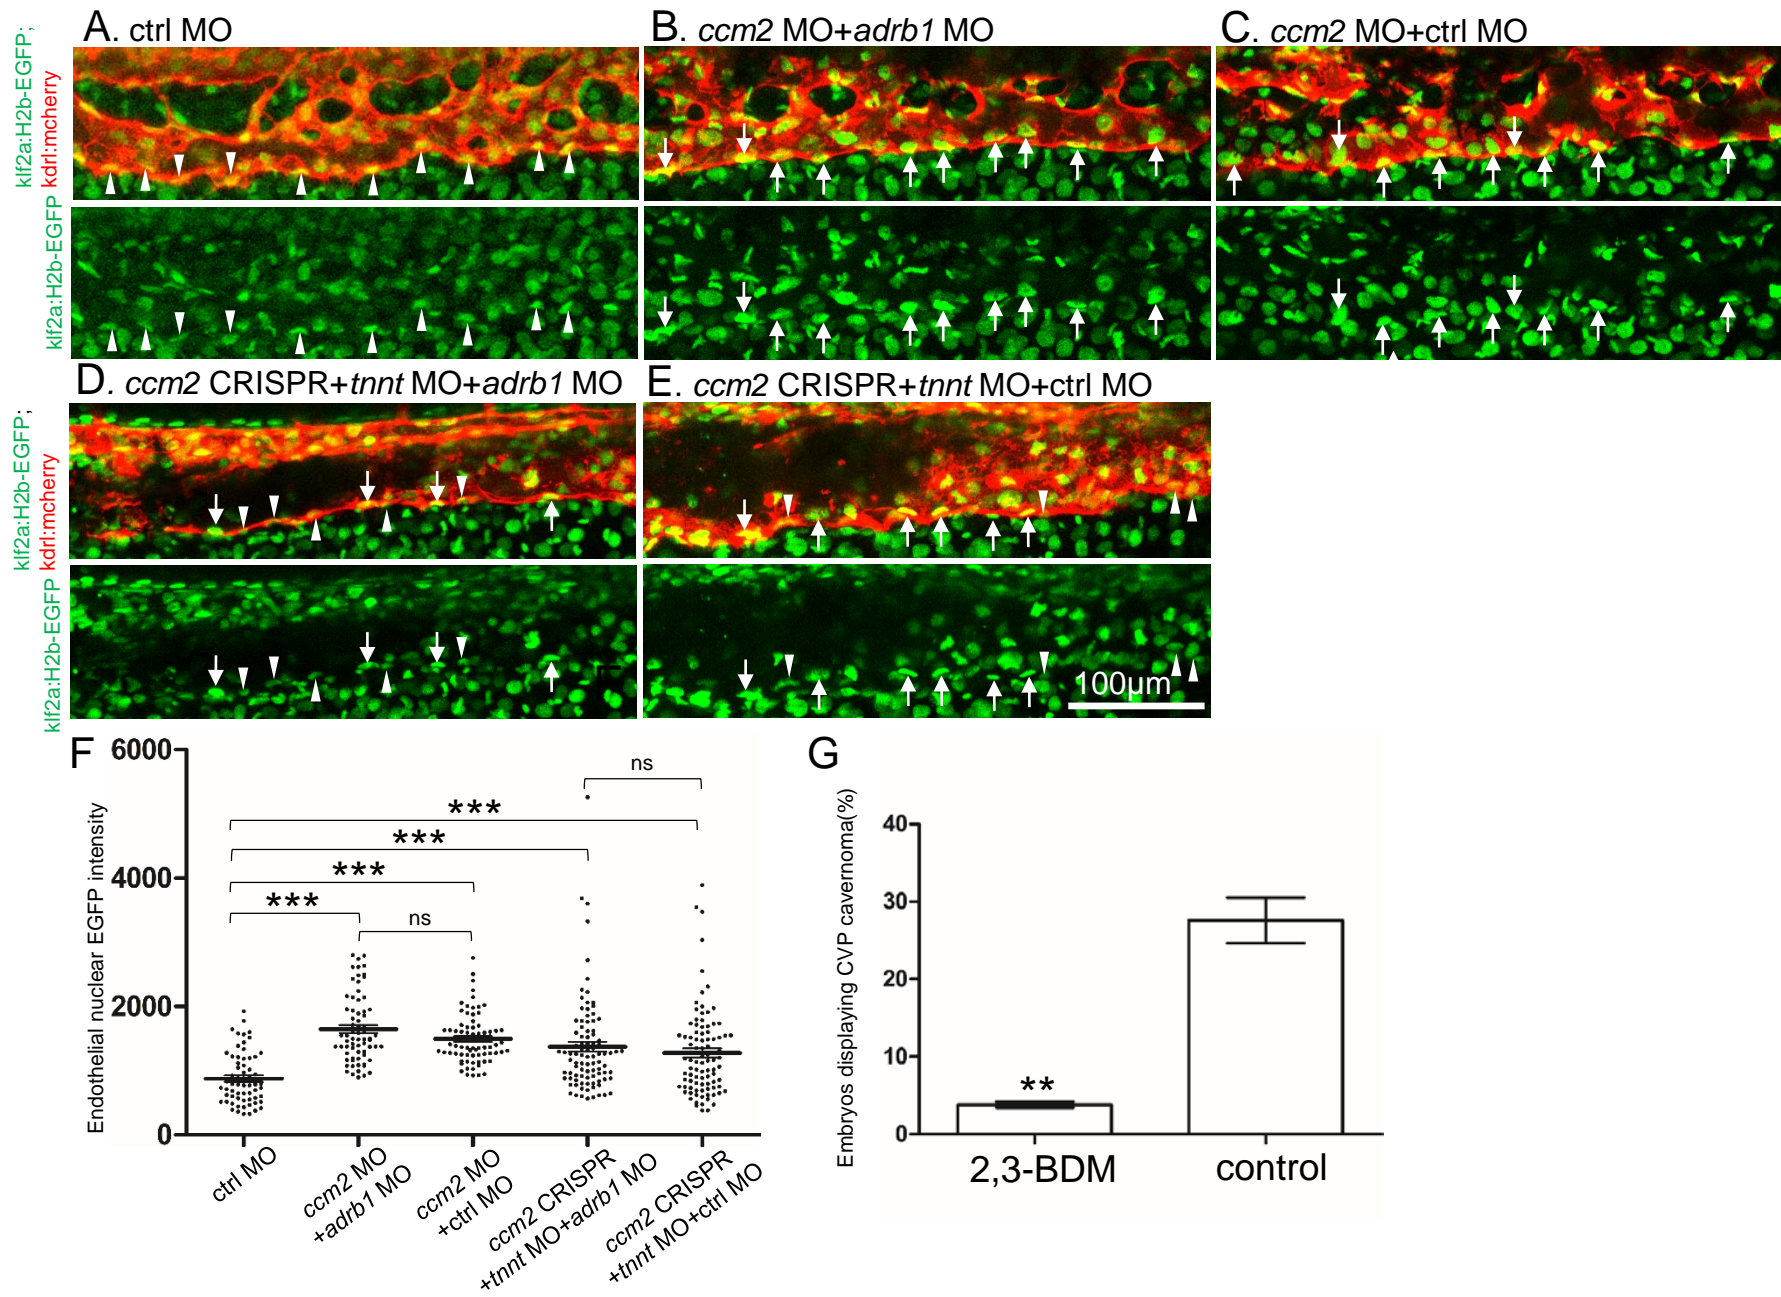 A. ctrl MO
B. ccm2 MO+adrb1 MO
C. ccm2 MO+ctrl MO
klf2a:H2b-EGFP;
kdrl:mcherry
klf2a:H2b-EGFP
D. ccm2 CRISPR+tnnt MO+adrb1 MO
E. ccm2 CRISPR+tnnt MO+ctrl MO
klf2a:H2b-EGFP;
kdrl:mcherry
klf2a:H2b-EGFP
100μm
F
Endothelial nuclear EGFP intensity
6000
4000
2000
0
ns
***
***
***
***
ns
ctrl MO
ccm2 MO
+adrb1 MO
ccm2 MO
+ctrl MO
ccm2 CRISPR
+tnnt MO+adrb1 MO
ccm2 CRISPR
+tnnt MO+ctrl MO
G
Embryos displaying CVP cavernoma(%)
40
30
20
10
0
**
2,3-BDM
control